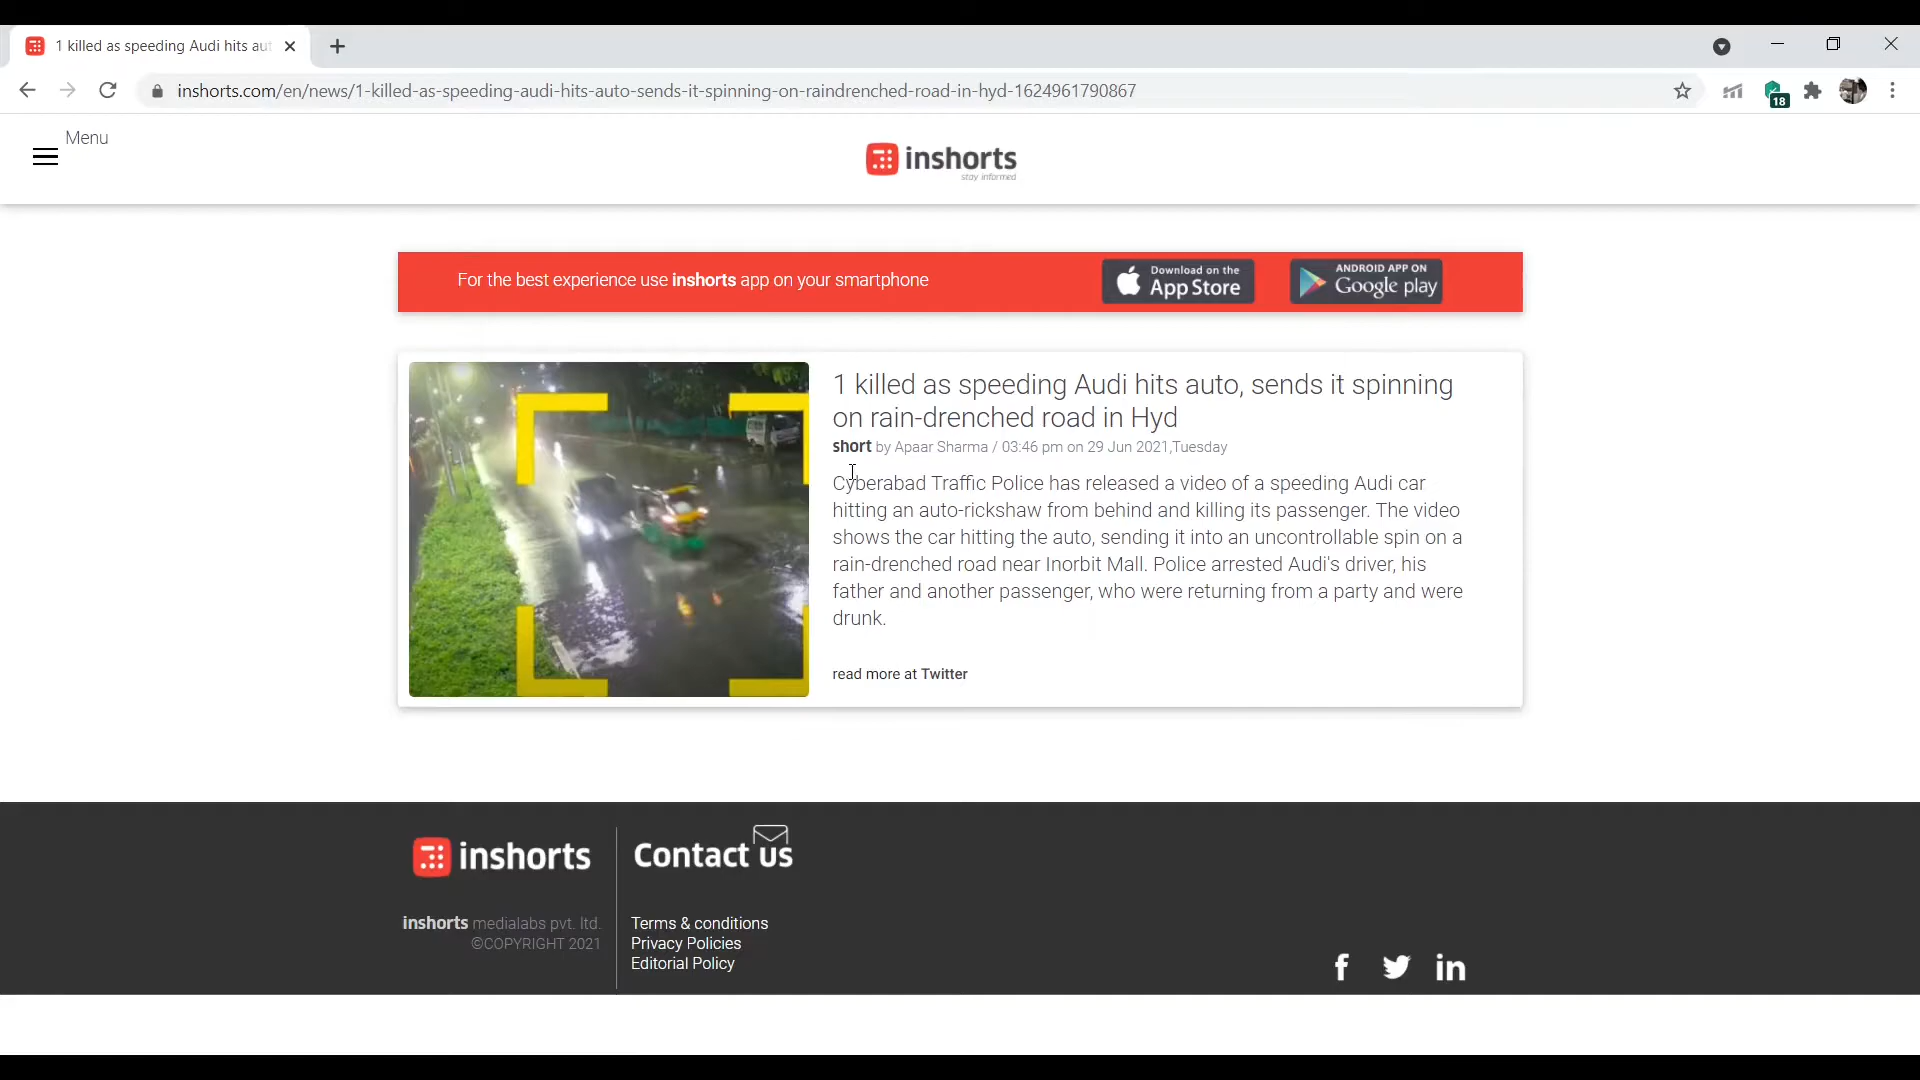 1 killed as speeding Audi hits aut
inshorts.com/en/news/1-killed-as-speeding-audi-hits-auto-sends-it-spinning-on-raindrenched-road-in-hyd-1624961790867
18
Menu
inshorts
stay informed
For the best experience use inshorts app on your smartphone
Download on the
App Store
ANDROID APP ON
Google play
1 killed as speeding Audi hits auto, sends it spinning
on rain-drenched road in Hyd
short by Apaar Sharma / 03:46 pm on 29 Jun 2021,Tuesday
Cyberabad Traffic Police has released a video of a speeding Audi car
hitting an auto-rickshaw from behind and killing its passenger. The video
shows the car hitting the auto, sending it into an uncontrollable spin on a
rain-drenched road near Inorbit Mall. Police arrested Audi's driver, his
father and another passenger, who were returning from a party and were
drunk.
read more at Twitter
inshorts
Contact us
inshorts medialabs pvt. ltd.
©COPYRIGHT 2021
Terms & conditions
Privacy Policies
Editorial Policy